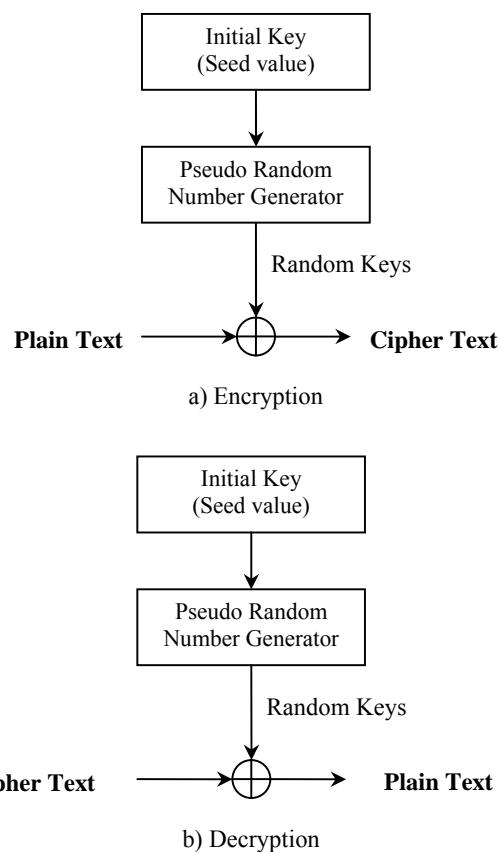 Initial Key
(Seed value)
Pseudo Random
Number Generator
Random Keys
Plain Text
Cipher Text
a) Encryption
Initial Key
(Seed value)
Pseudo Random
Number Generator
Random Keys
pher Text
Plain Text
b) Decryption